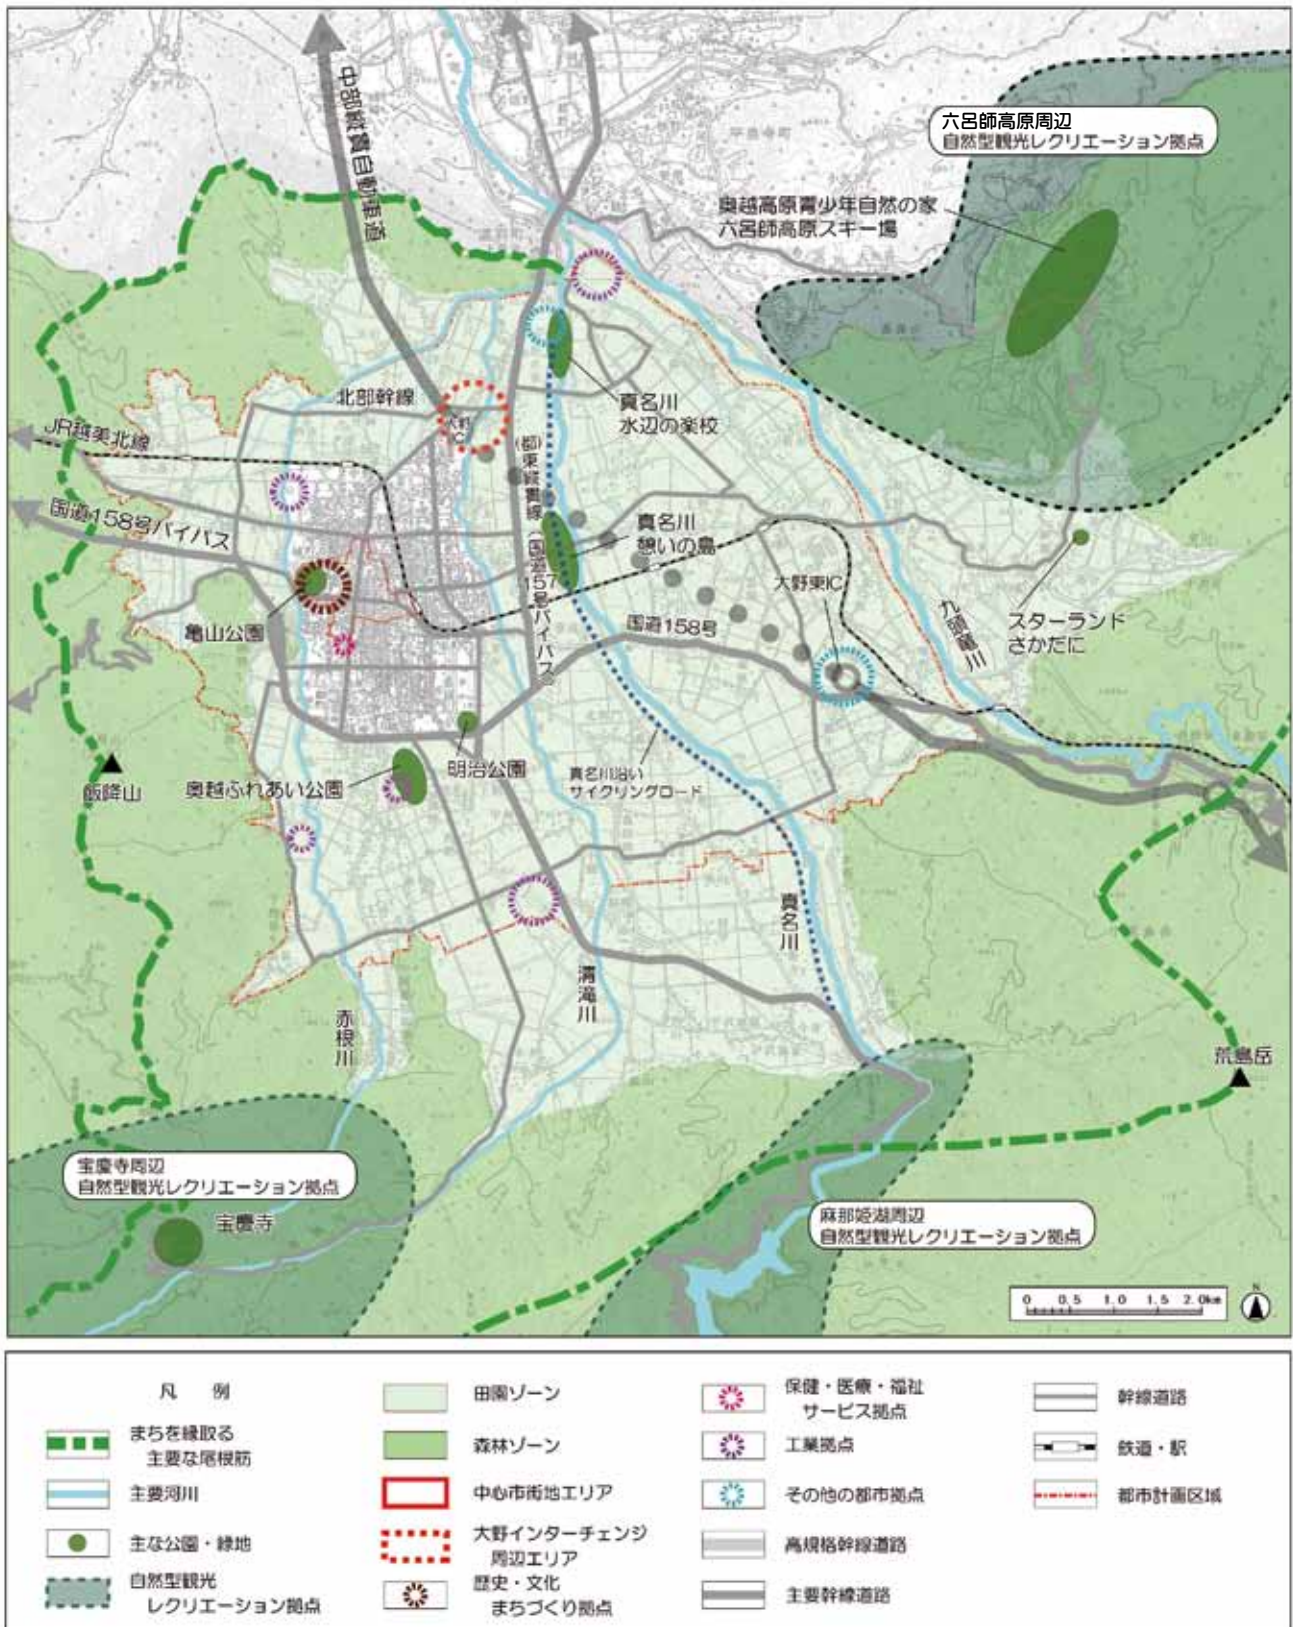 中部縦貫自動車道
六呂師高原周辺
自然型観光レクリエーション拠点
奥越高原青少年自然の家
六呂師高原スキー場
北部幹線
大野
IC
真名川
水辺の楽校
JR越美北線
(都)東縦貫線(国道157号バイパス)
国道158号バイパス
真名川
憩いの島
大野東IC
亀山公園
国道158号
九頭竜川
スターランド
さかだに
飯降山
奥越ふれあい公園
明治公園
真名川沿い
サイクリングロード
真名川
清滝川
赤根川
荒島岳
宝慶寺周辺
自然型観光レクリエーション拠点
宝慶寺
麻那姫湖周辺
自然型観光レクリエーション拠点
0 0.5 1.0 1.5 2.0km
N
凡 例
まちを縁取る
主要な尾根筋
主要河川
主な公園・緑地
自然型観光
レクリエーション拠点
田園ゾーン
森林ゾーン
中心市街地エリア
大野インターチェンジ
周辺エリア
歴史・文化
まちづくり拠点
保健・医療・福祉
サービス拠点
工業拠点
その他の都市拠点
高規格幹線道路
主要幹線道路
幹線道路
鉄道・駅
都市計画区域